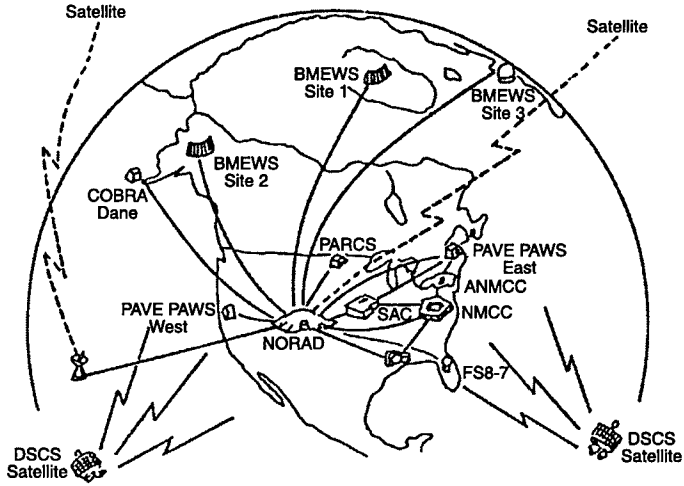 Satellite
Satellite
BMEWS
Site 1
BMEWS
Site 3
BMEWS
Site 2
COBRA
Dane
PARCS
PAVE PAWS
East
ANMCC
PAVE PAWS
West
SAC
NMCC
NORAD
FS8-7
DSCS
Satellite
DSCS
Satellite